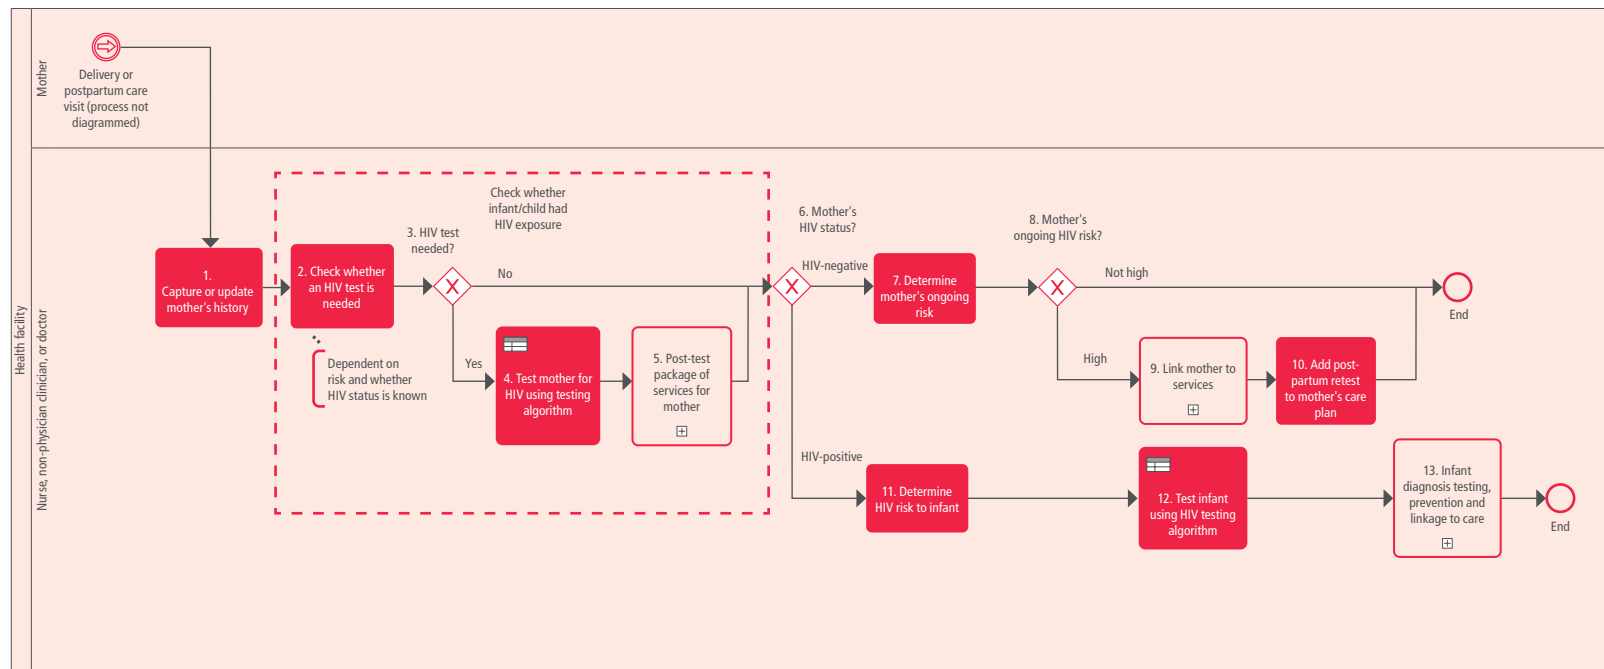 Health facility
Mother
Nurse, non-physician clinician, or doctor
Delivery or
postpartum care
visit (process not
diagrammed)
1.
Capture or update
mother's history
Check whether
infant/child had
HIV exposure
2. Check whether
an HIV test is
needed
Dependent on
risk and whether
HIV status is known
3. HIV test
needed?
No
Yes
4. Test mother for
HIV using testing
algorithm
5. Post-test
package of
services for
mother
6. Mother's
HIV status?
HIV-negative
7. Determine
mother's ongoing
risk
8. Mother's
ongoing HIV risk?
Not high
End
High
9. Link mother to
services
10. Add post-
partum retest
to mother's care
plan
HIV-positive
11. Determine
HIV risk to infant
12. Test infant
using HIV testing
algorithm
13. Infant
diagnosis testing,
prevention and
linkage to care
End